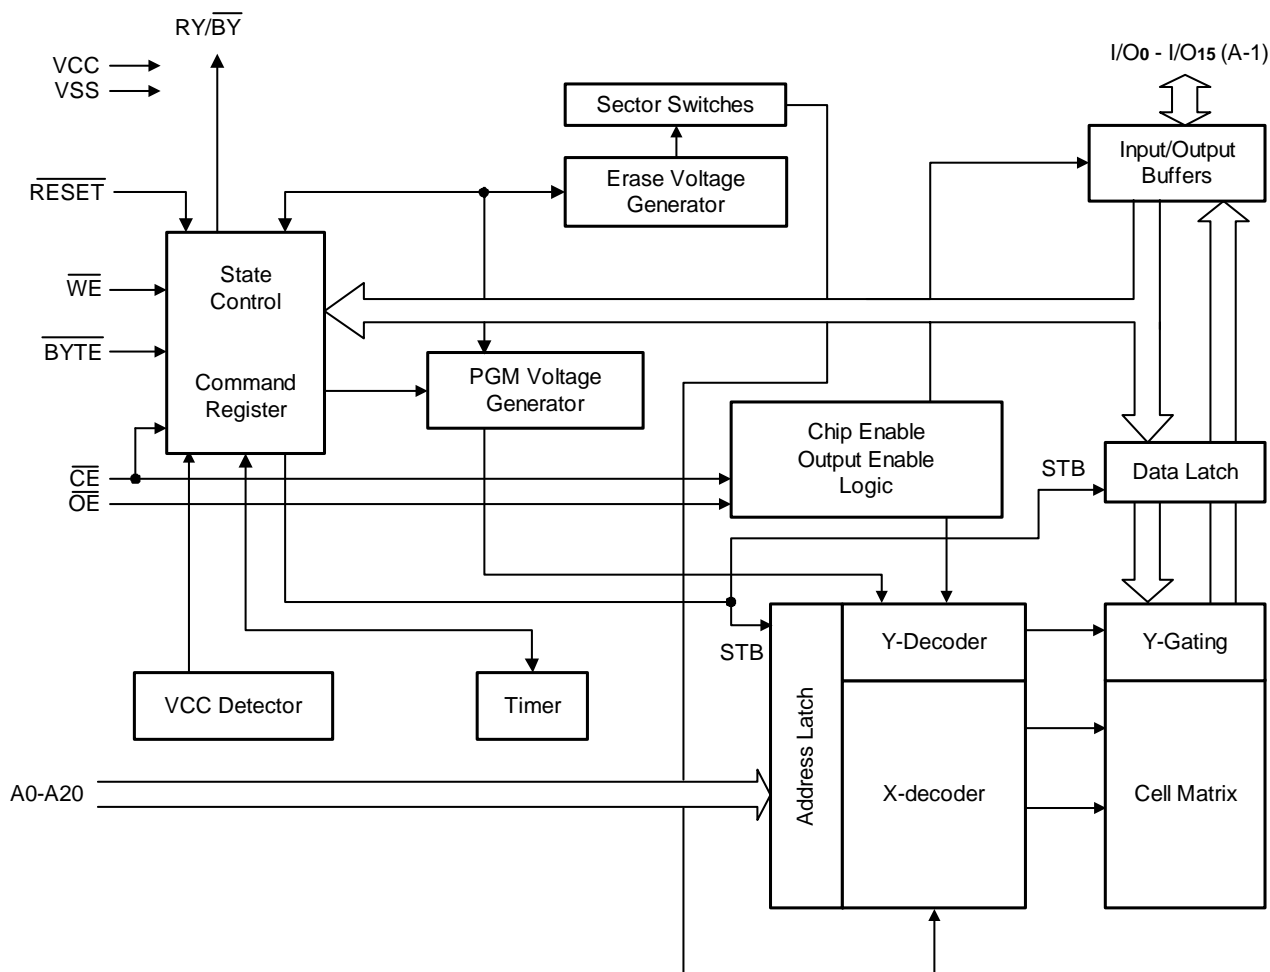 RY/BY
VCC
VSS
I/O0 - I/O15 (A-1)
Sector Switches
Input/Output
Buffers
RESET
Erase Voltage
Generator
State
Control
WE
BYTE
Command
Register
PGM Voltage
Generator
Chip Enable
Output Enable
Logic
CE
OE
STB
Data Latch
STB
Y-Decoder
Y-Gating
VCC Detector
Timer
Address Latch
A0-A20
X-decoder
Cell Matrix